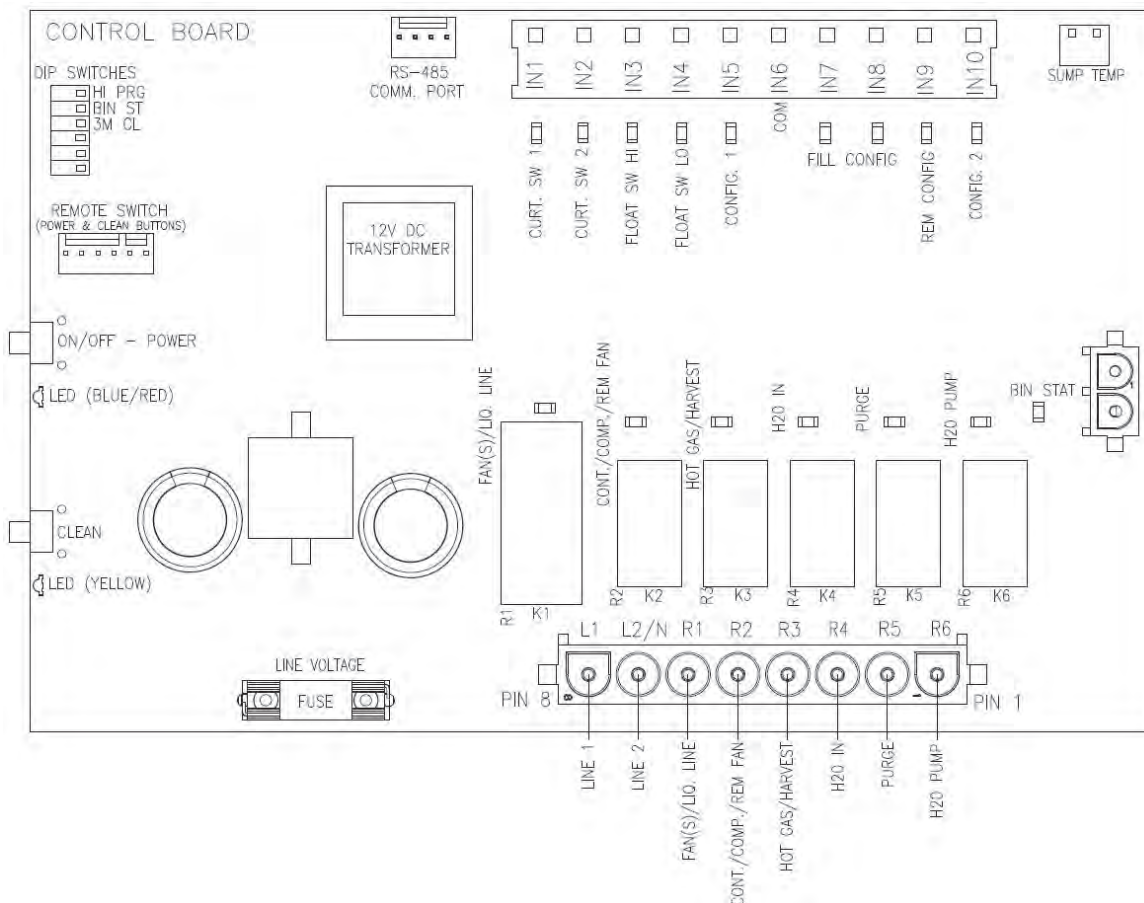 CONTROL BOARD
DIP SWITCHES
HI PRG
BIN ST
3M CL
RS-485
COMM. PORT
IN1
IN2
IN3
IN4
IN5
IN6
IN7
IN8
IN9
IN10
SUMP TEMP
CURT. SW 1
CURT. SW 2
FLOAT SW HI
FLOAT SW LO
CONFIG. 1
COM
FILL CONFIG
REM CONFIG
CONFIG. 2
REMOTE SWITCH
(POWER & CLEAN BUTTONS)
12V DC
TRANSFORMER
ON/OFF - POWER
LED (BLUE/RED)
CLEAN
LED (YELLOW)
FAN(S)/LIQ. LINE
CONT./COMP./REM FAN
HOT GAS/HARVEST
H20 IN
PURGE
H20 PUMP
BIN STAT
R1 K1
R2 K2
R3 K3
R4 K4
R5 K5
R6 K6
L1 L2/N R1 R2 R3 R4 R5 R6
PIN 8
8
1
PIN 1
LINE VOLTAGE
FUSE
LINE 1
LINE 2
FAN(S)/LIQ. LINE
CONT./COMP./REM FAN
HOT GAS/HARVEST
H20 IN
PURGE
H20 PUMP